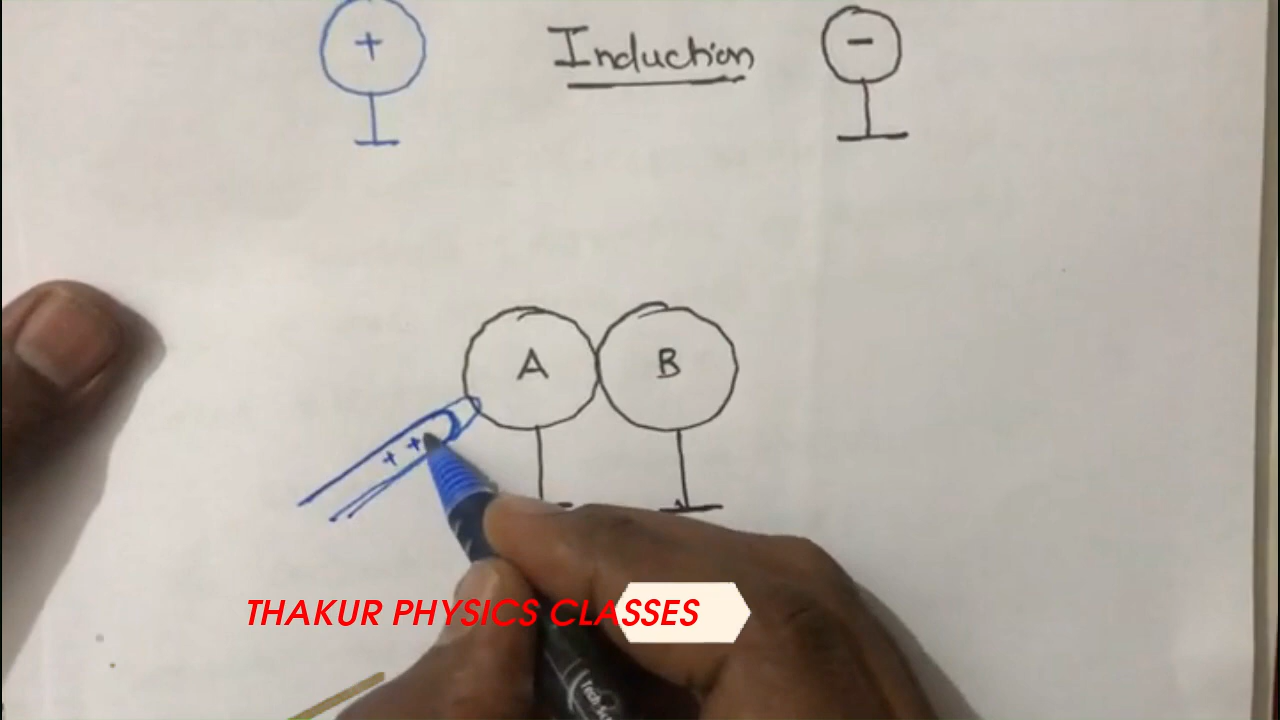 +
Induction
-
A
B
+ +
THAKUR PHYSICS CLASSES